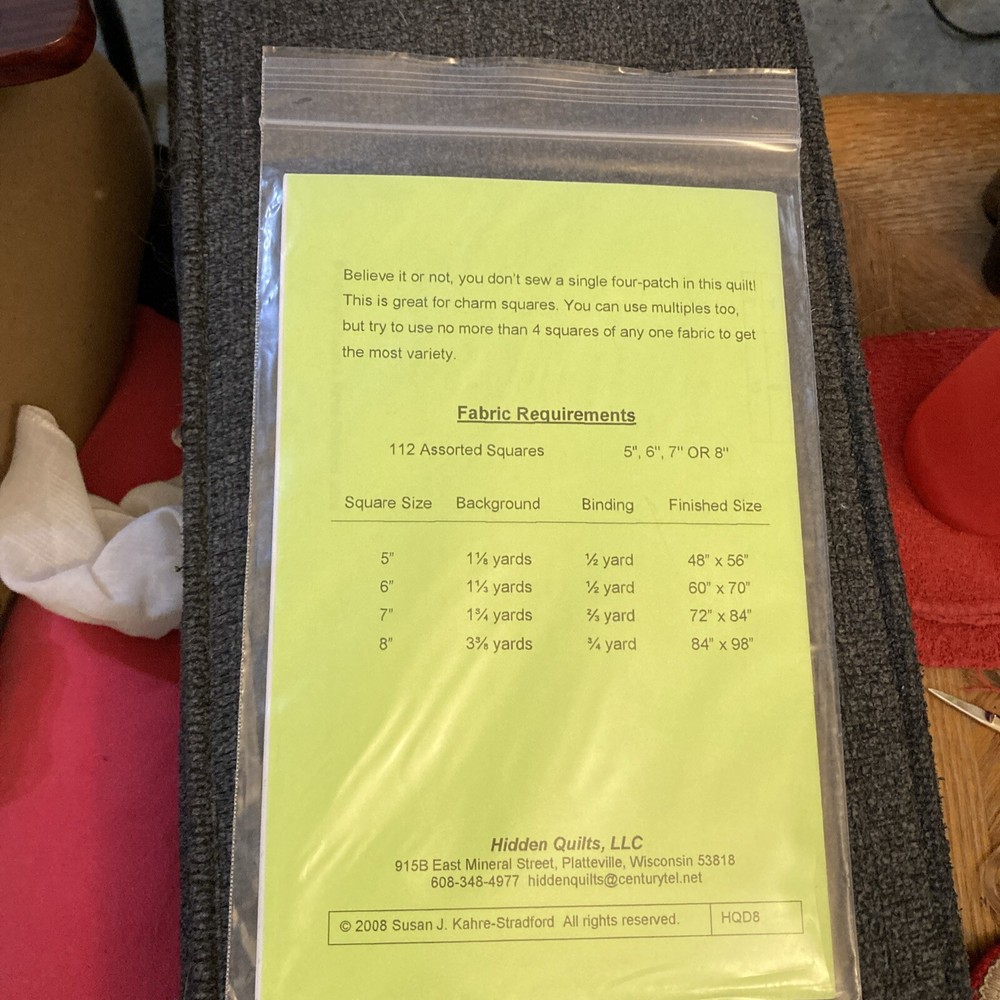 Believe it or not, you don't sew a single four-patch in this quilt!
This is great for charm squares. You can use multiples too,
but try to use no more than 4 squares of any one fabric to get
the most variety.
Fabric Requirements
112 Assorted Squares 5", 6", 7" OR 8"
Square Size Background Binding Finished Size
5" 1⅛ yards ½ yard 48" x 56"
6" 1⅓ yards ½ yard 60" x 70"
7" 1¾ yards ⅔ yard 72" x 84"
8" 3⅜ yards ¾ yard 84" x 98"
Hidden Quilts, LLC
915B East Mineral Street, Platteville, Wisconsin 53818
608-348-4977 hiddenquilts@centurytel.net
© 2008 Susan J. Kahre-Stradford All rights reserved. HQD8